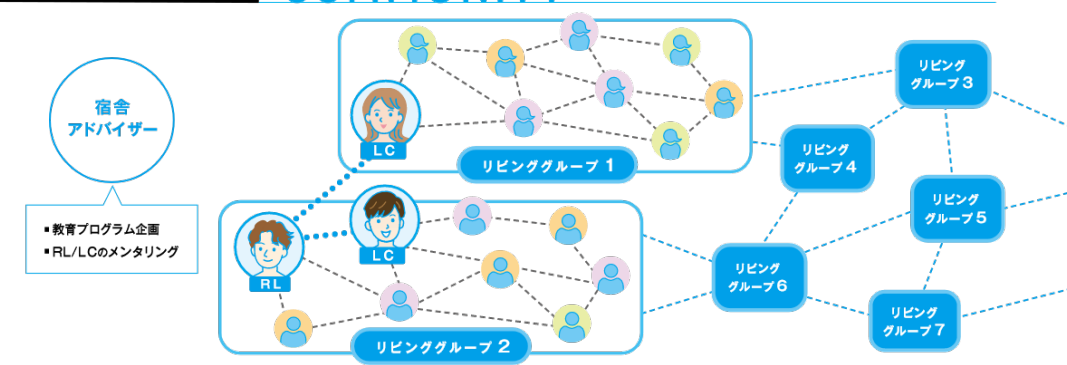 宿舎
アドバイザー
▪教育プログラム企画
▪RL/LCのメンタリング
LC
リビンググループ 1
LC
RL
リビンググループ 2
リビング
グループ 3
リビング
グループ 4
リビング
グループ 5
リビング
グループ 6
リビング
グループ 7